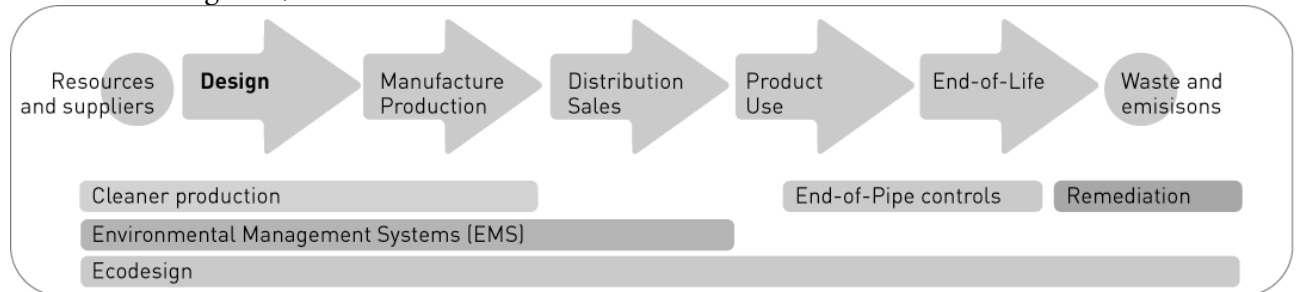 Resources
and suppliers
Design
Manufacture
Production
Distribution
Sales
Product
Use
End-of-Life
Waste and
emisisons
Cleaner production
End-of-Pipe controls
Remediation
Environmental Management Systems (EMS)
Ecodesign